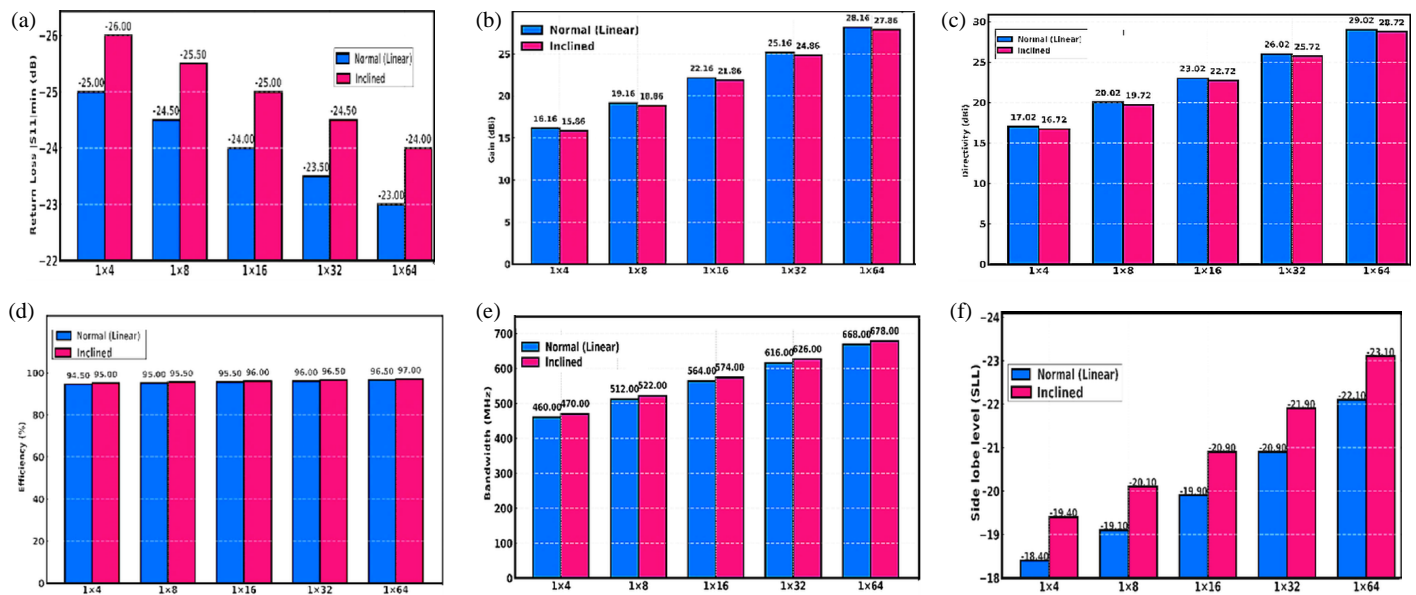 (a)
Return Loss |S11|min (dB)
-26
-25
-24
-23
-22
Normal (Linear)
Inclined
-25.00
-26.00
-24.50
-25.50
-24.00
-25.00
-23.50
-24.50
-23.00
-24.00
1×4 1×8 1×16 1×32 1×64
(b)
Gain (dBi)
25
20
15
10
5
0
Normal (Linear)
Inclined
16.16 15.86
19.16 18.86
22.16 21.86
25.16 24.86
28.16 27.86
1×4 1×8 1×16 1×32 1×64
(c)
Directivity (dBi)
30
25
20
15
10
5
0
Normal (Linear)
Inclined
17.02 16.72
20.02 19.72
23.02 22.72
26.02 25.72
29.02 28.72
1×4 1×8 1×16 1×32 1×64
(d)
Efficiency (%)
100
80
60
40
20
0
Normal (Linear)
Inclined
94.50 95.00
95.00 95.50
95.50 96.00
96.00 96.50
96.50 97.00
1×4 1×8 1×16 1×32 1×64
(e)
Bandwidth (MHz)
700
600
500
400
300
200
100
0
Normal (Linear)
Inclined
460.00 470.00
512.00 522.00
564.00 574.00
616.00 626.00
668.00 678.00
1×4 1×8 1×16 1×32 1×64
(f)
Side lobe level (SLL)
-24
-23
-22
-21
-20
-19
-18
Normal (Linear)
Inclined
-18.40
-19.40
-19.10
-20.10
-19.90
-20.90
-20.90
-21.90
-22.10
-23.10
1×4 1×8 1×16 1×32 1×64